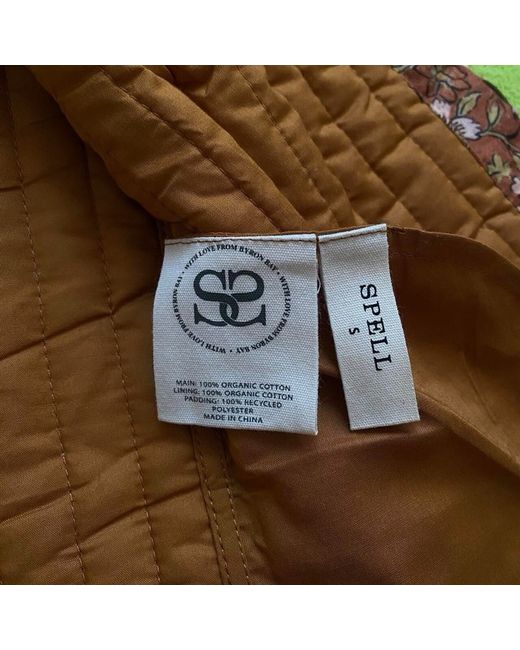 WITH LOVE FROM BYRON BAY • WITH LOVE FROM BYRON BAY • WITH LOVE FROM BYRON BAY •
SS
MAIN: 100% ORGANIC COTTON
LINING: 100% ORGANIC COTTON
PADDING: 100% RECYCLED
POLYESTER
MADE IN CHINA
SPELL
S